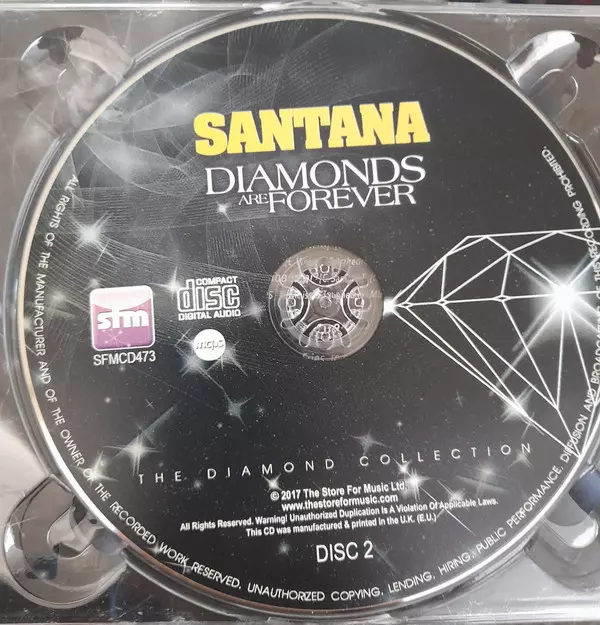 SANTANA
DIAMONDS
ARE FOREVER
COMPACT
disc
DIGITAL AUDIO
sfm
SFMCD473
mcps
THE DIAMOND COLLECTION
© 2017 The Store For Music Ltd.
www.thestoreformusic.com
All Rights Reserved. Warning! Unauthorized Duplication Is A Violation Of Applicable Laws.
This CD was manufactured & printed in the U.K. (E.U.)
DISC 2
ALL RIGHTS OF THE MANUFACTURER AND OF THE OWNER OF THE RECORDED WORK RESERVED, UNAUTHORIZED COPYING, LENDING, HIRING, PUBLIC PERFORMANCE, DIFFUSION AND BROADCASTING OF THIS RECORDING PROHIBITED.